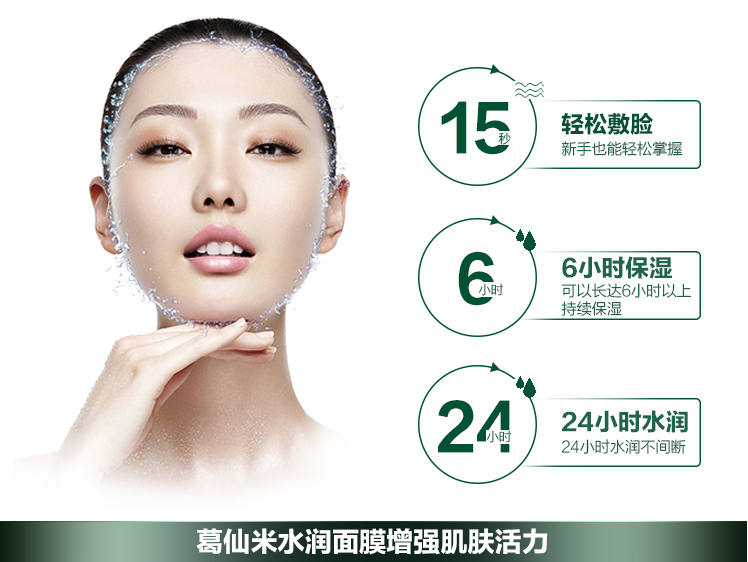 15
秒
轻松敷脸
新手也能轻松掌握
6
小时
6小时保湿
可以长达6小时以上
持续保湿
24
小时
24小时水润
24小时水润不间断
葛仙米水润面膜增强肌肤活力